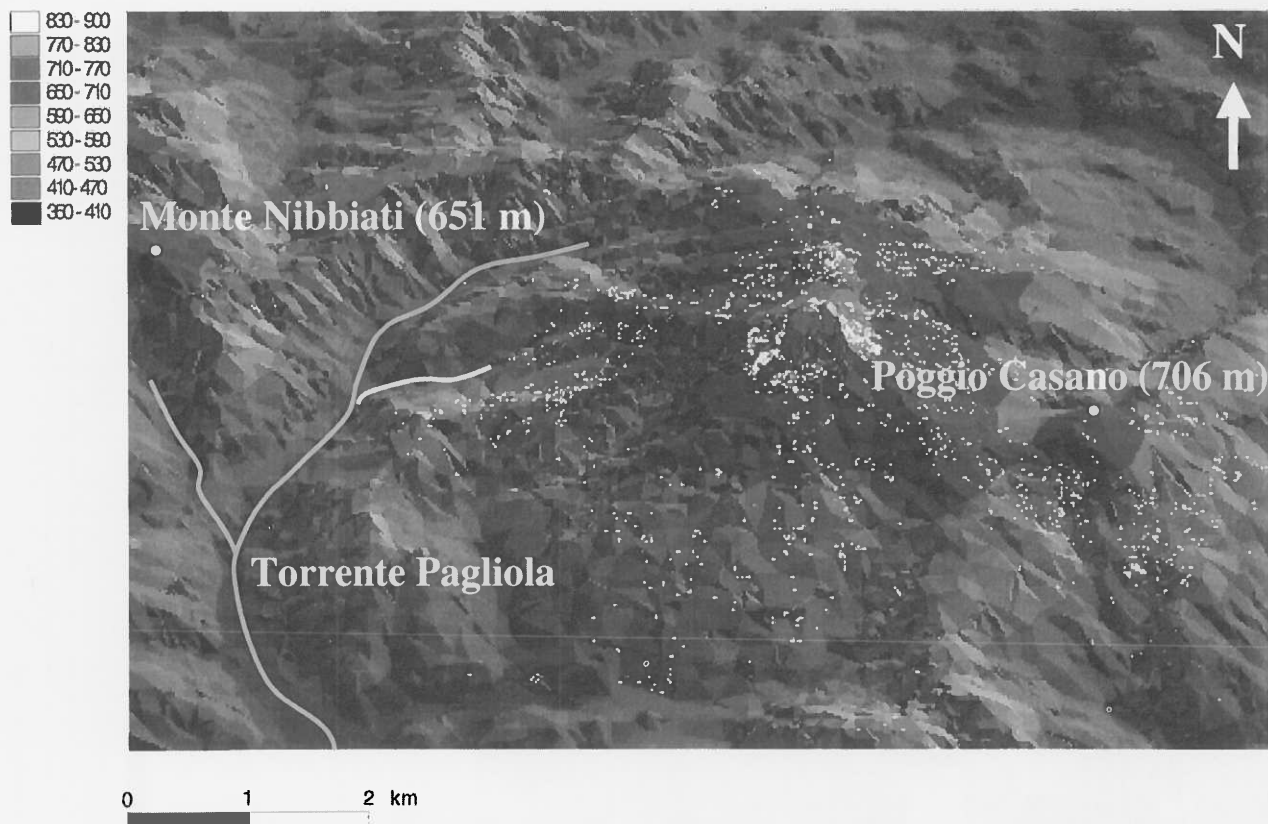 830-900
770-830
710-770
650-710
590-650
530-590
470-530
410-470
350-410
N
Monte Nibbiati (651 m)
Poggio Casano (706 m)
Torrente Pagliola
0 1 2 km